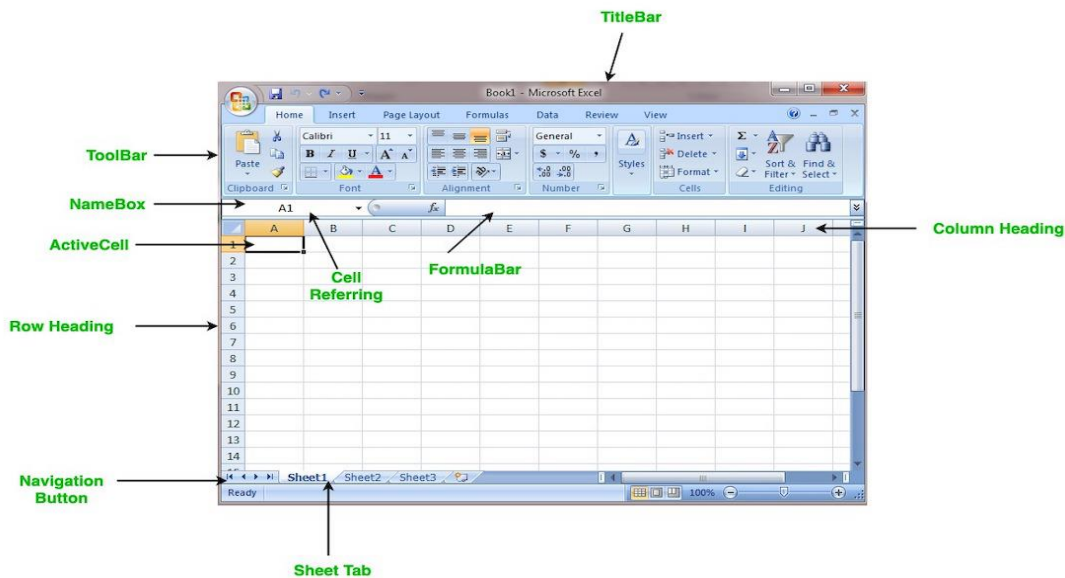 TitleBar
Book1 - Microsoft Excel
Home Insert Page Layout Formulas Data Review View
Calibri 11 General
ToolBar
B I U A A $ % ,
Paste Styles
Insert
Delete
Format
Σ
Sort & Filter
Find & Select
Clipboard Font Alignment Number Cells Editing
NameBox
A1 fx
A B C D E F G H I J
Column Heading
ActiveCell
1
2
Cell Referring
FormulaBar
3
4
5
Row Heading
6
7
8
9
10
11
12
13
14
Navigation Button
Sheet1 Sheet2 Sheet3
Ready 100%
Sheet Tab